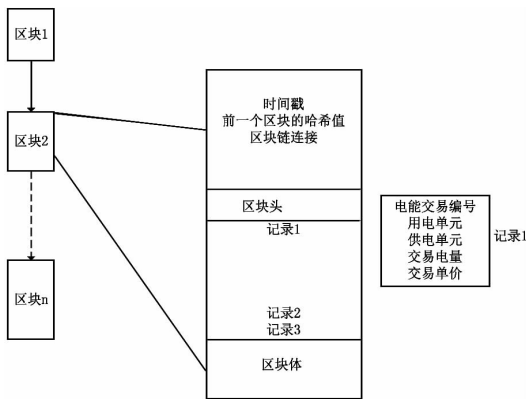 区块1
区块2
区块n
时间戳
前一个区块的哈希值
区块链连接
区块头
记录1
记录2
记录3
区块体
电能交易编号
用电单元
供电单元
交易电量
交易单价
记录1